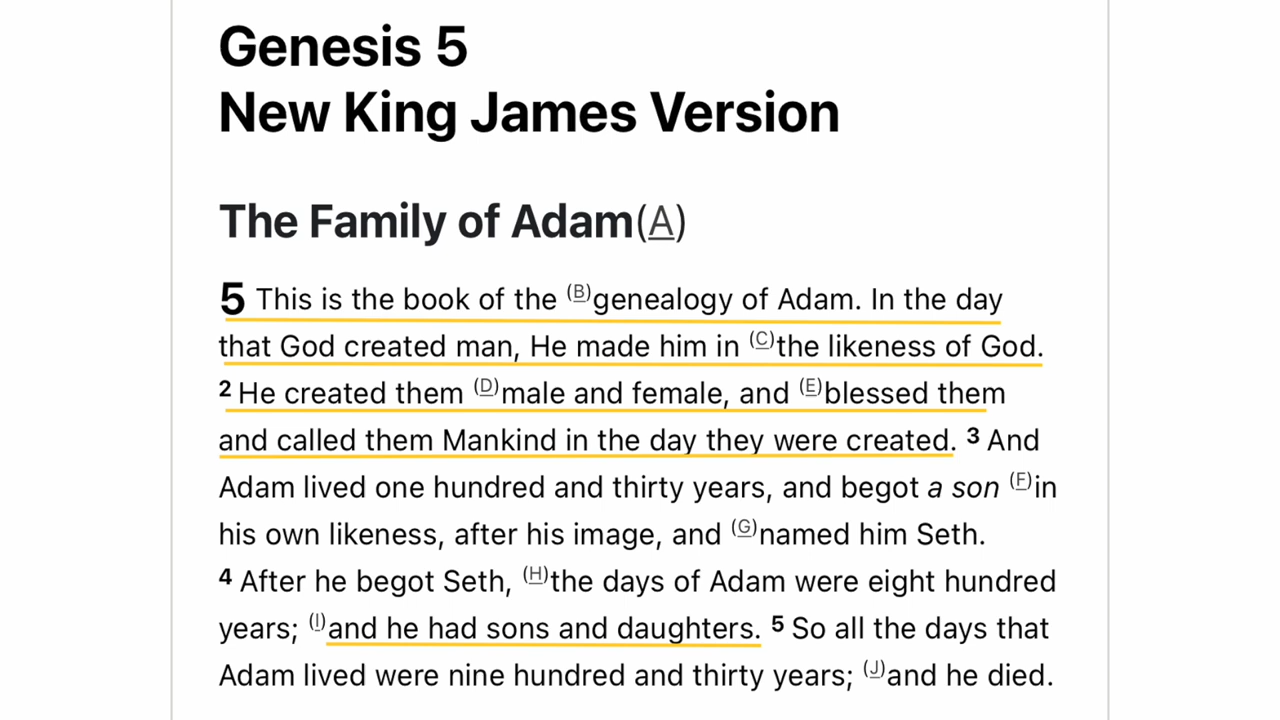 Genesis 5
New King James Version
The Family of Adam(A)
5 This is the book of the (B)genealogy of Adam. In the day
that God created man, He made him in (C)the likeness of God.
2 He created them (D)male and female, and (E)blessed them
and called them Mankind in the day they were created. 3 And
Adam lived one hundred and thirty years, and begot a son (F)in
his own likeness, after his image, and (G)named him Seth.
4 After he begot Seth, (H)the days of Adam were eight hundred
years; (I)and he had sons and daughters. 5 So all the days that
Adam lived were nine hundred and thirty years; (J)and he died.